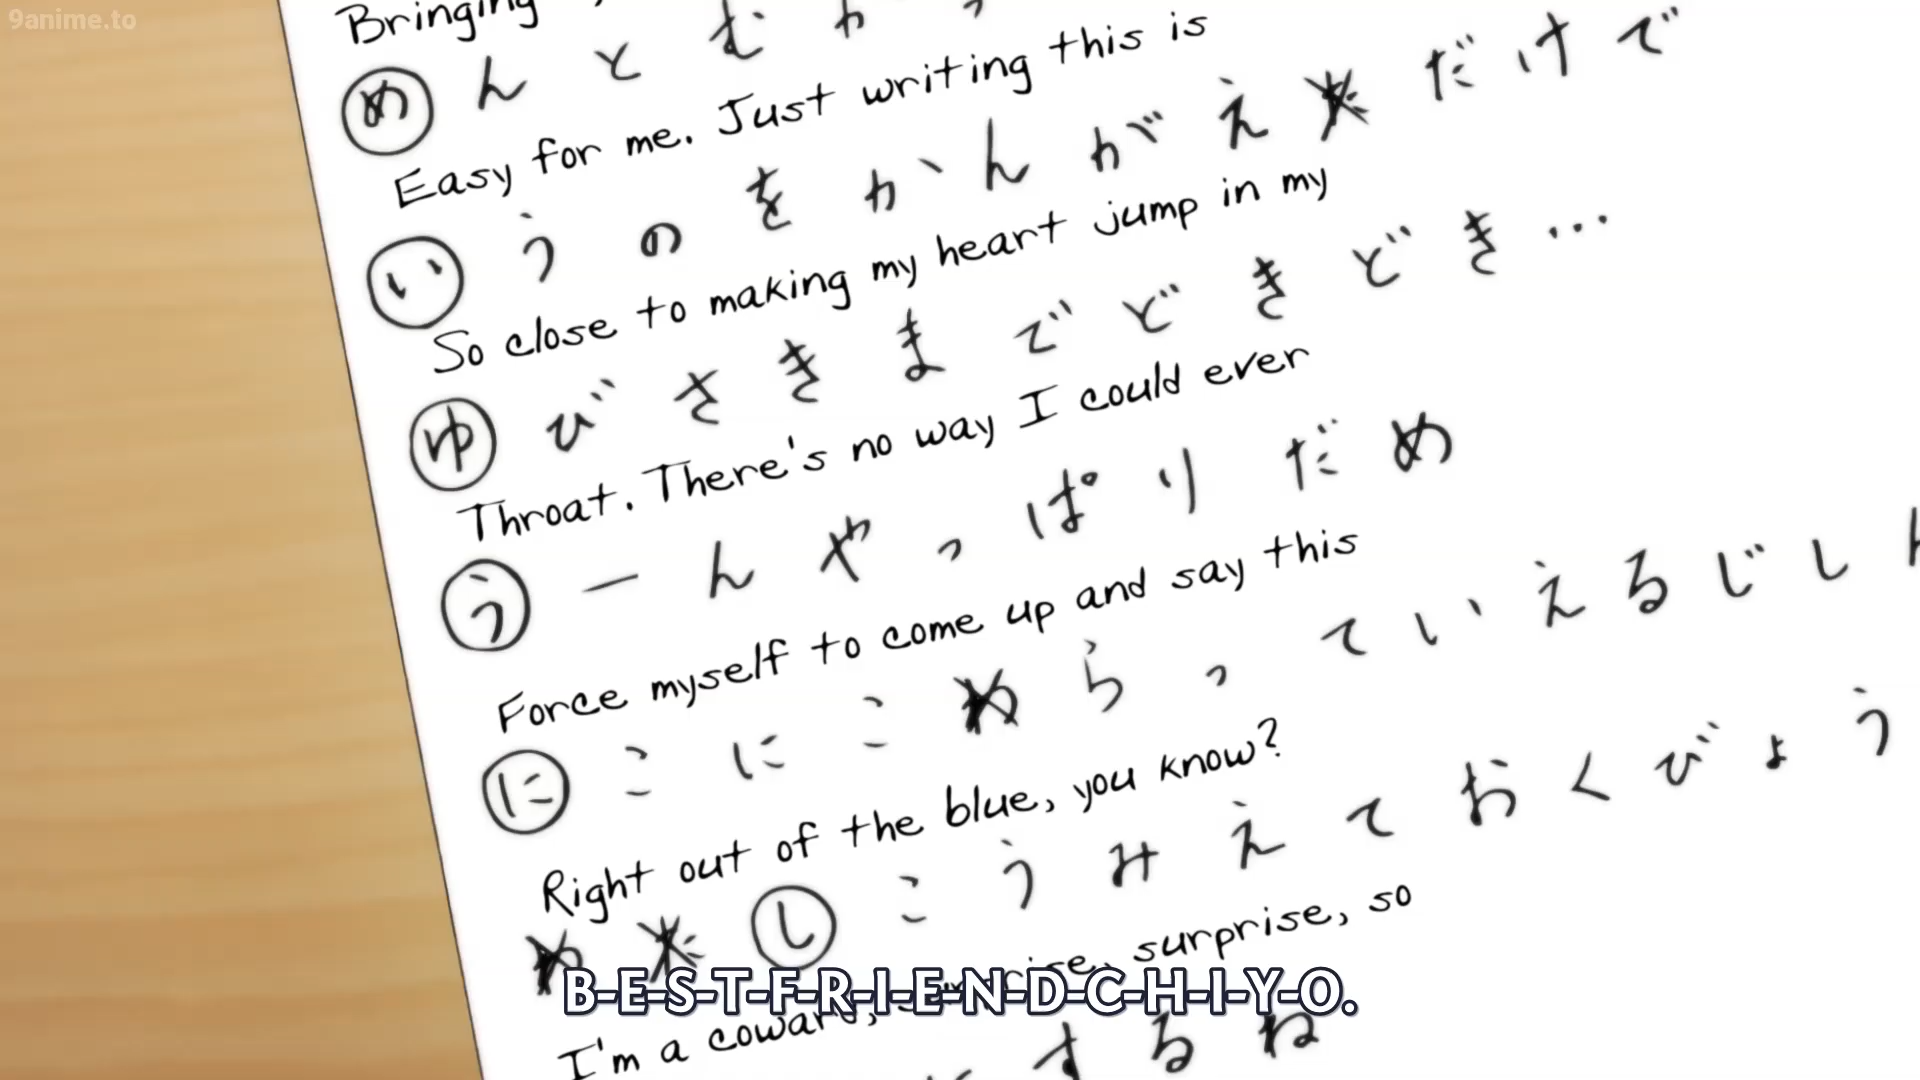 9anime.to
Bringing
めんとむかっ
Easy for me. Just writing this is
いうのをかんがえだけで
So close to making my heart jump in my
ゆびさきまでどきどき...
Throat. There's no way I could ever
うーんやっぱりだめ
Force myself to come up and say this
にこにこらっていえるじしん
Right out of the blue, you know?
しこうみえておくびょう
I'm a coward, surprise, surprise, so
するね
B-E-S-T-F-R-I-E-N-D-C-H-I-Y-O.